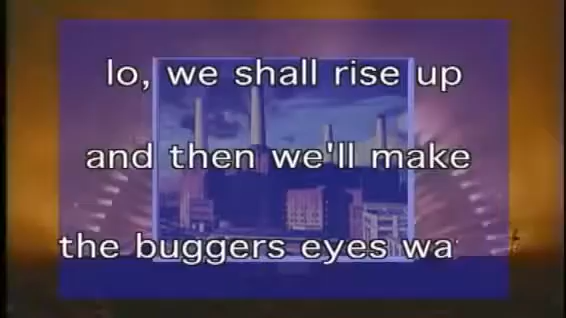 lo, we shall rise up
and then we'll make
the buggers eyes wa